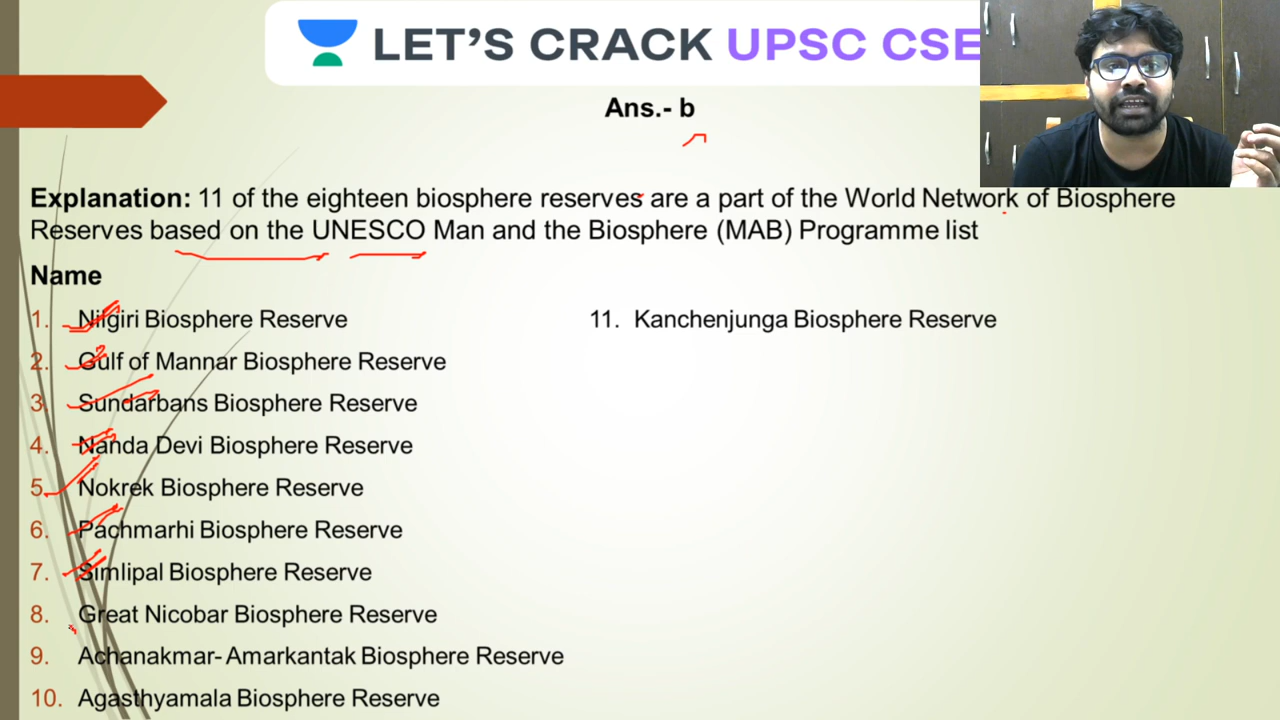 LET'S CRACK UPSC CSE
Ans.- b
Explanation: 11 of the eighteen biosphere reserves are a part of the World Network of Biosphere
Reserves based on the UNESCO Man and the Biosphere (MAB) Programme list
Name
1. Nilgiri Biosphere Reserve
2. Gulf of Mannar Biosphere Reserve
3. Sundarbans Biosphere Reserve
4. Nanda Devi Biosphere Reserve
5. Nokrek Biosphere Reserve
6. Pachmarhi Biosphere Reserve
7. Simlipal Biosphere Reserve
8. Great Nicobar Biosphere Reserve
9. Achanakmar- Amarkantak Biosphere Reserve
10. Agasthyamala Biosphere Reserve
11. Kanchenjunga Biosphere Reserve